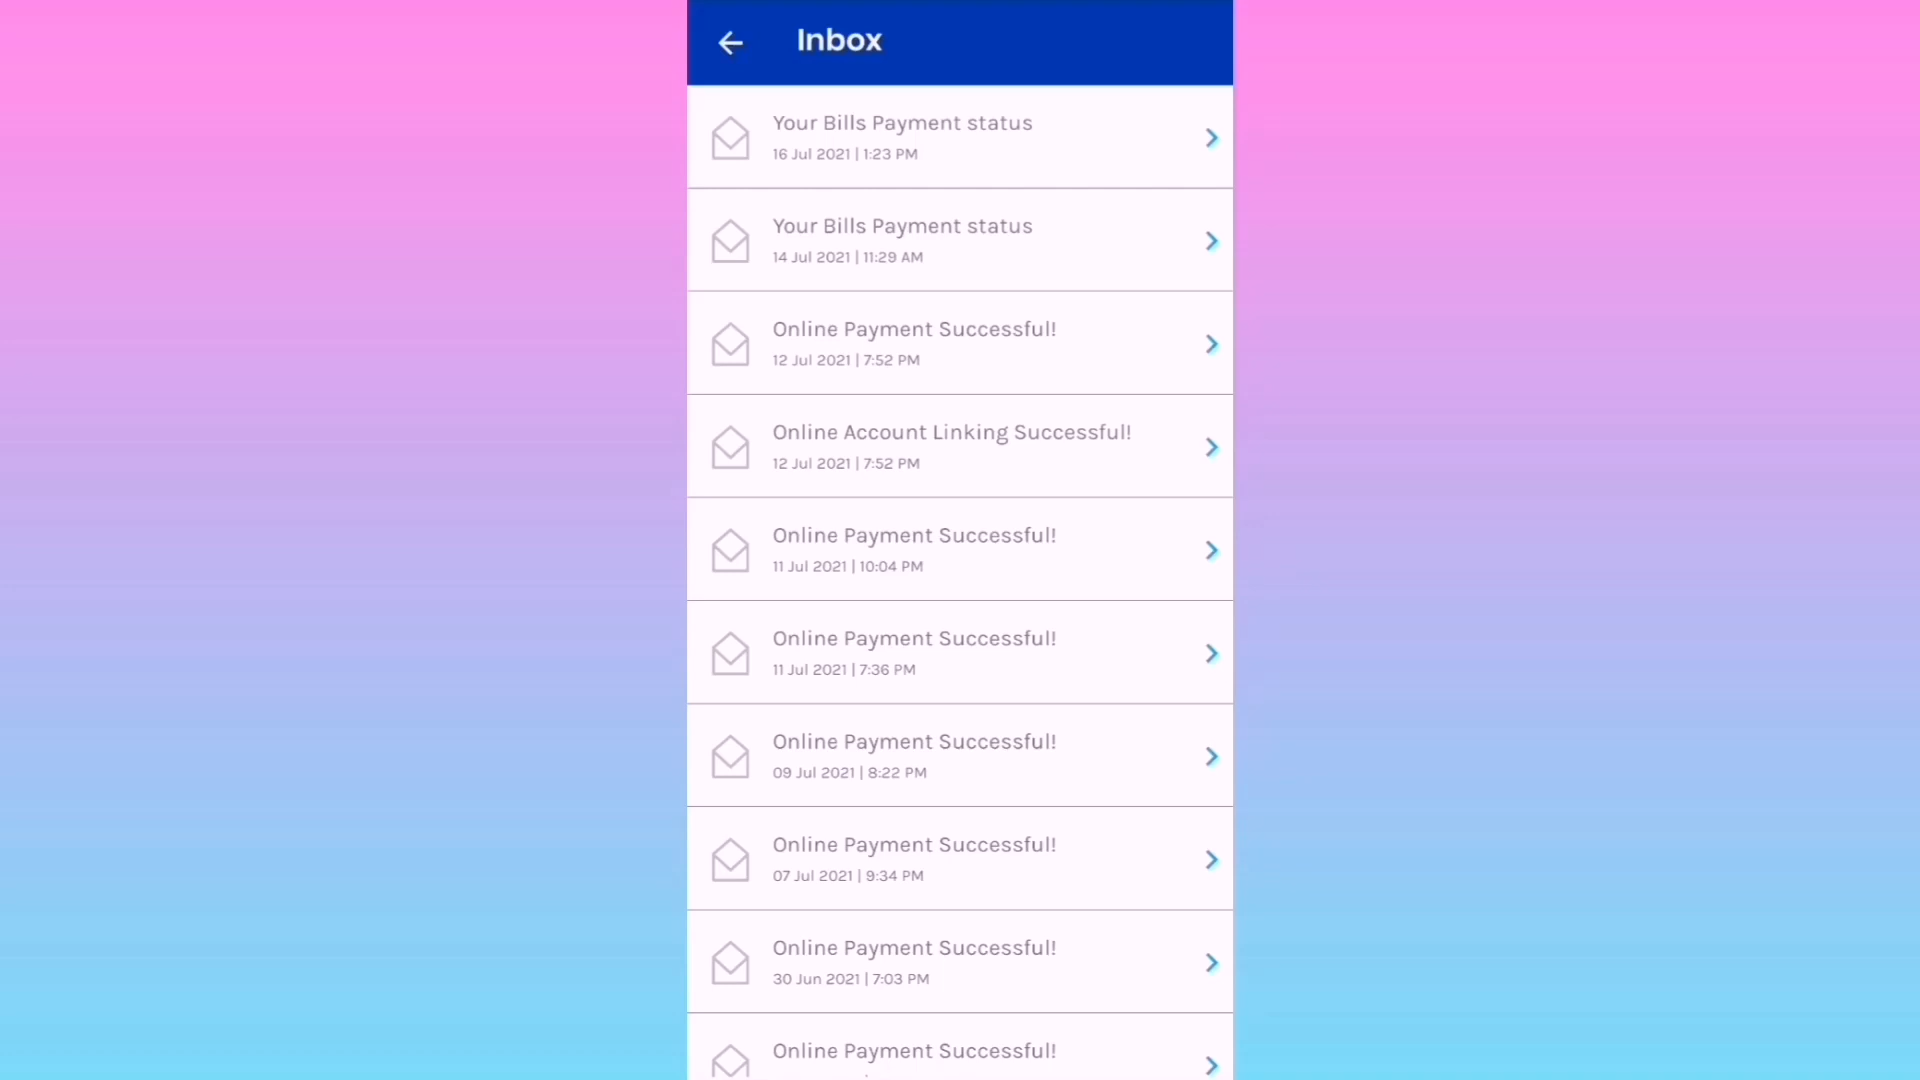 Inbox
Your Bills Payment status
16 Jul 2021 | 1:23 PM
Your Bills Payment status
14 Jul 2021 | 11:29 AM
Online Payment Successful!
12 Jul 2021 | 7:52 PM
Online Account Linking Successful!
12 Jul 2021 | 7:52 PM
Online Payment Successful!
11 Jul 2021 | 10:04 PM
Online Payment Successful!
11 Jul 2021 | 7:36 PM
Online Payment Successful!
09 Jul 2021 | 8:22 PM
Online Payment Successful!
07 Jul 2021 | 9:34 PM
Online Payment Successful!
30 Jun 2021 | 7:03 PM
Online Payment Successful!